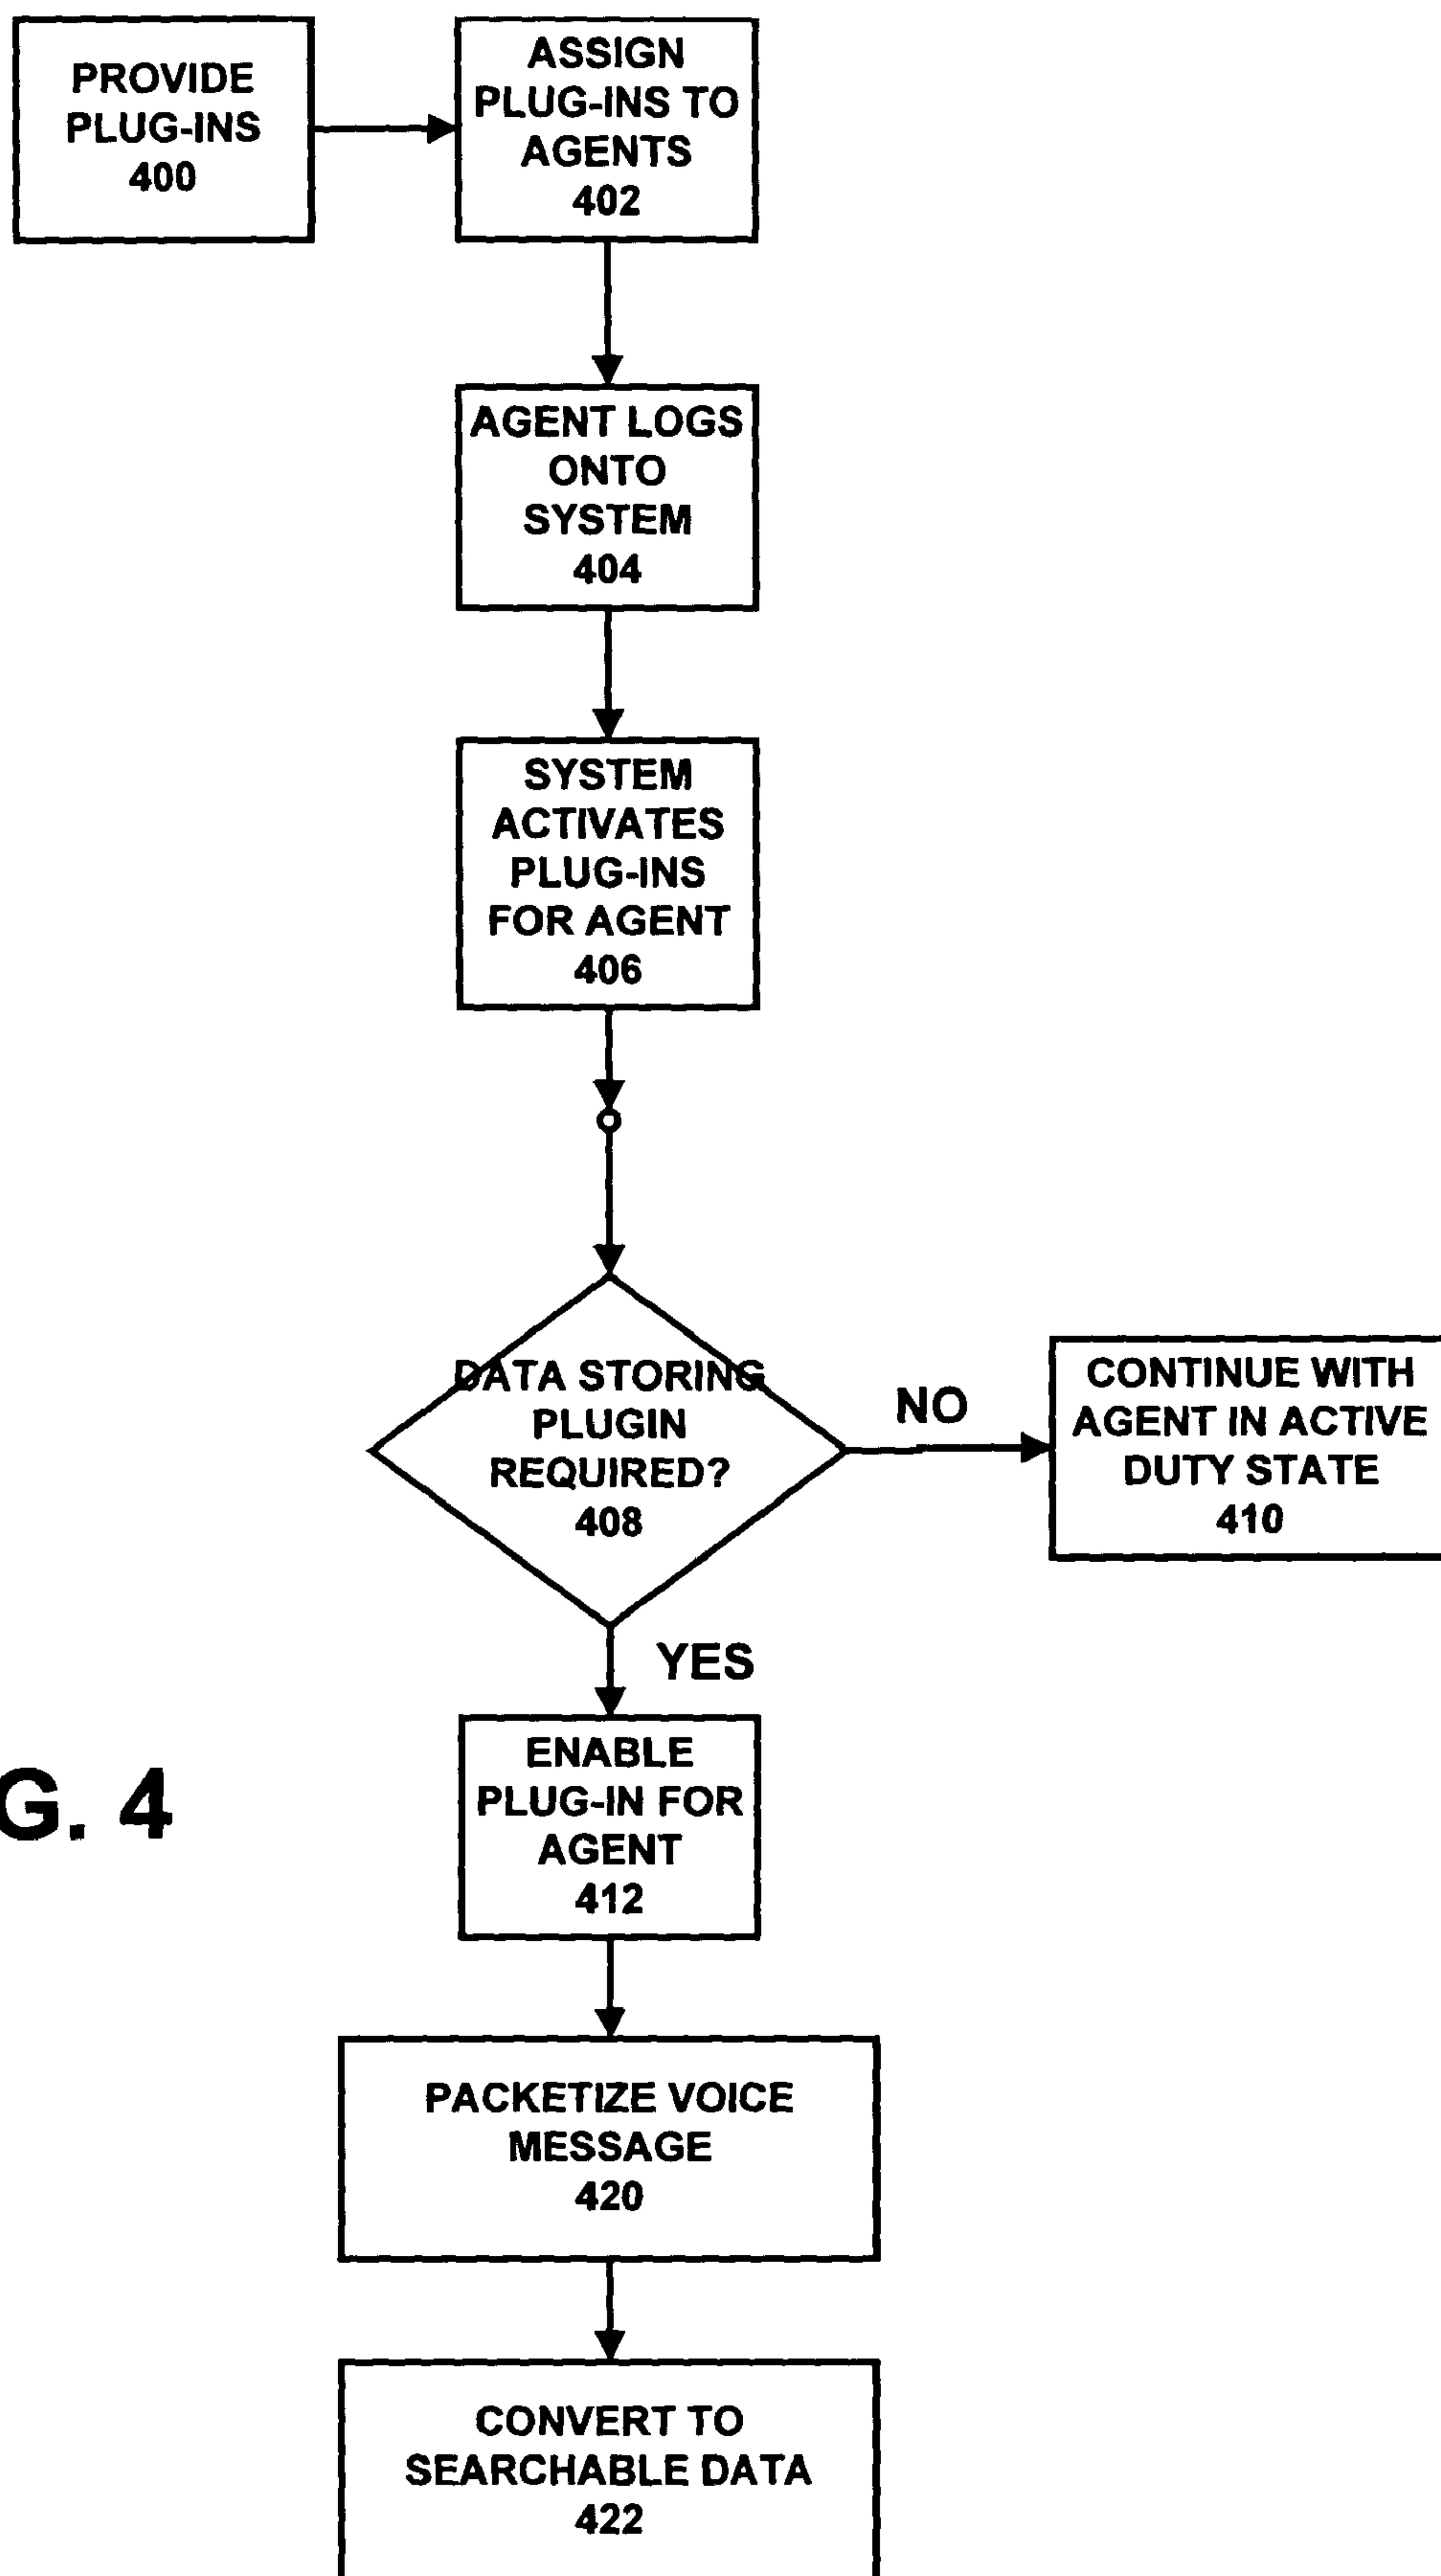 PROVIDE
PLUG-INS
400
ASSIGN
PLUG-INS TO
AGENTS
402
AGENT LOGS
ONTO
SYSTEM
404
SYSTEM
ACTIVATES
PLUG-INS
FOR AGENT
406
DATA STORING
PLUGIN
REQUIRED?
408
NO
CONTINUE WITH
AGENT IN ACTIVE
DUTY STATE
410
YES
ENABLE
PLUG-IN FOR
AGENT
412
G. 4
PACKETIZE VOICE
MESSAGE
420
CONVERT TO
SEARCHABLE DATA
422